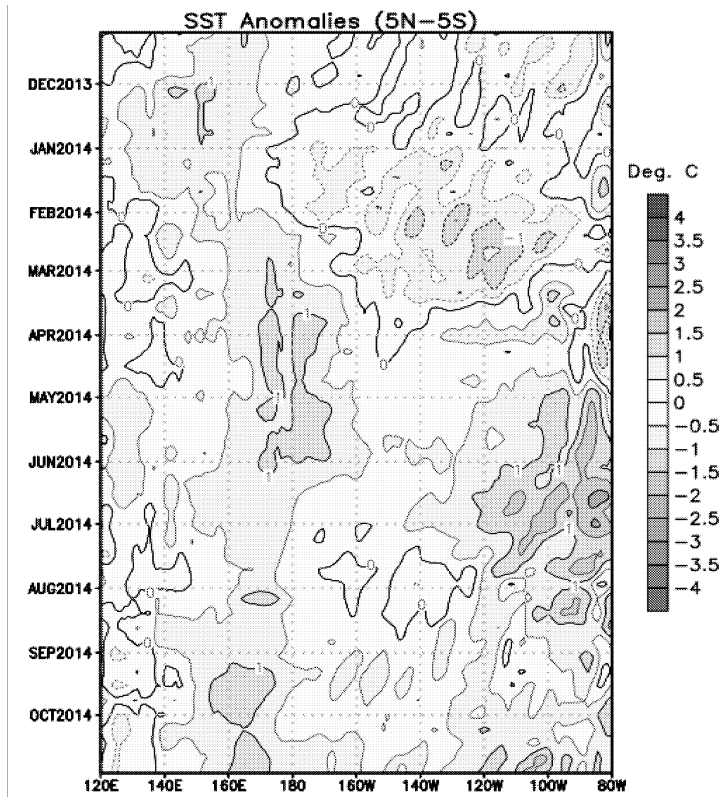 SST Anomalies (5N-5S)
DEC2013
JAN2014
FEB2014
MAR2014
APR2014
MAY2014
JUN2014
JUL2014
AUG2014
SEP2014
OCT2014
120E 140E 160E 180 160W 140W 120W 100W 80W
Deg. C
4
3.5
3
2.5
2
1.5
1
0.5
0
-0.5
-1
-1.5
-2
-2.5
-3
-3.5
-4